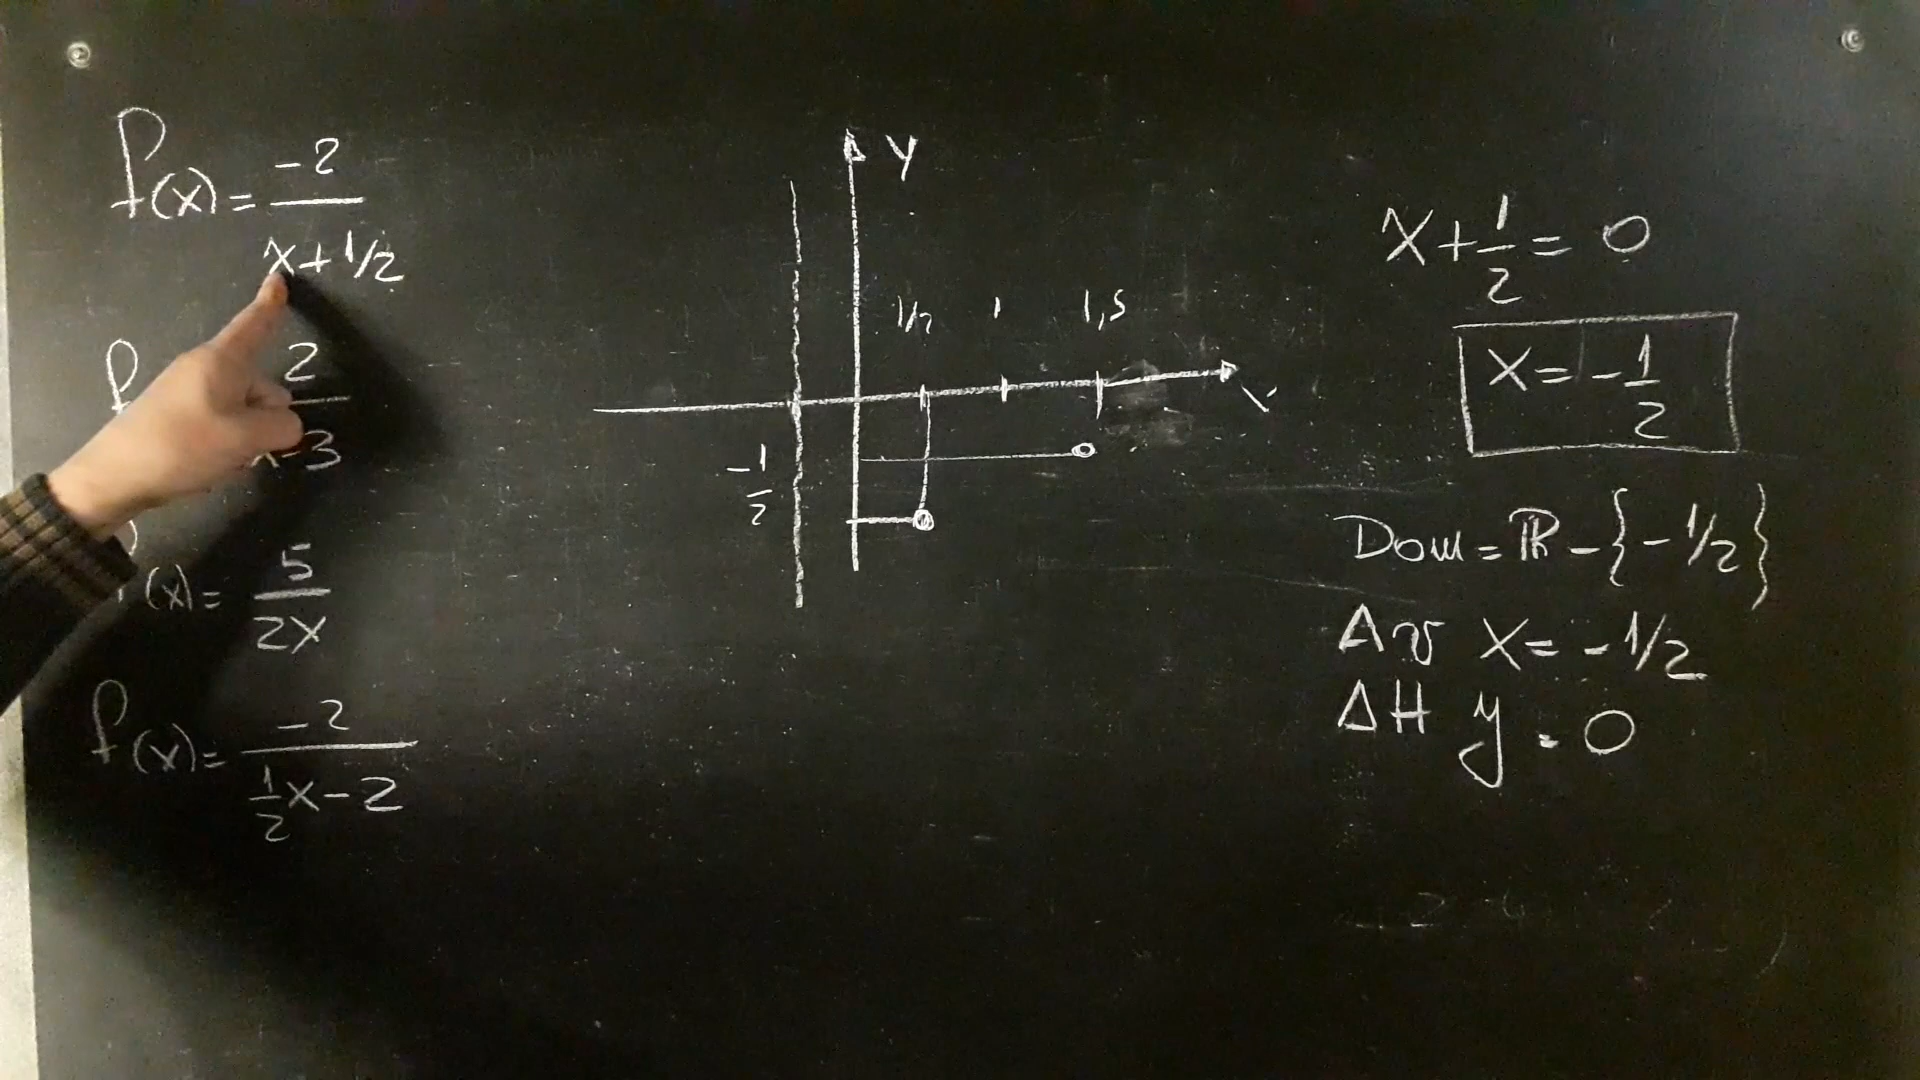 f(x) = -2 / x+1/2
2
x-3
f(x) = 5 / 2x
f(x) = -2 / 1/2 x-2
y
1/2 1 1,5
x
-1/2
x + 1/2 = 0
x = -1/2
Dom = ℝ - {-1/2}
Av x = -1/2
AH y = 0